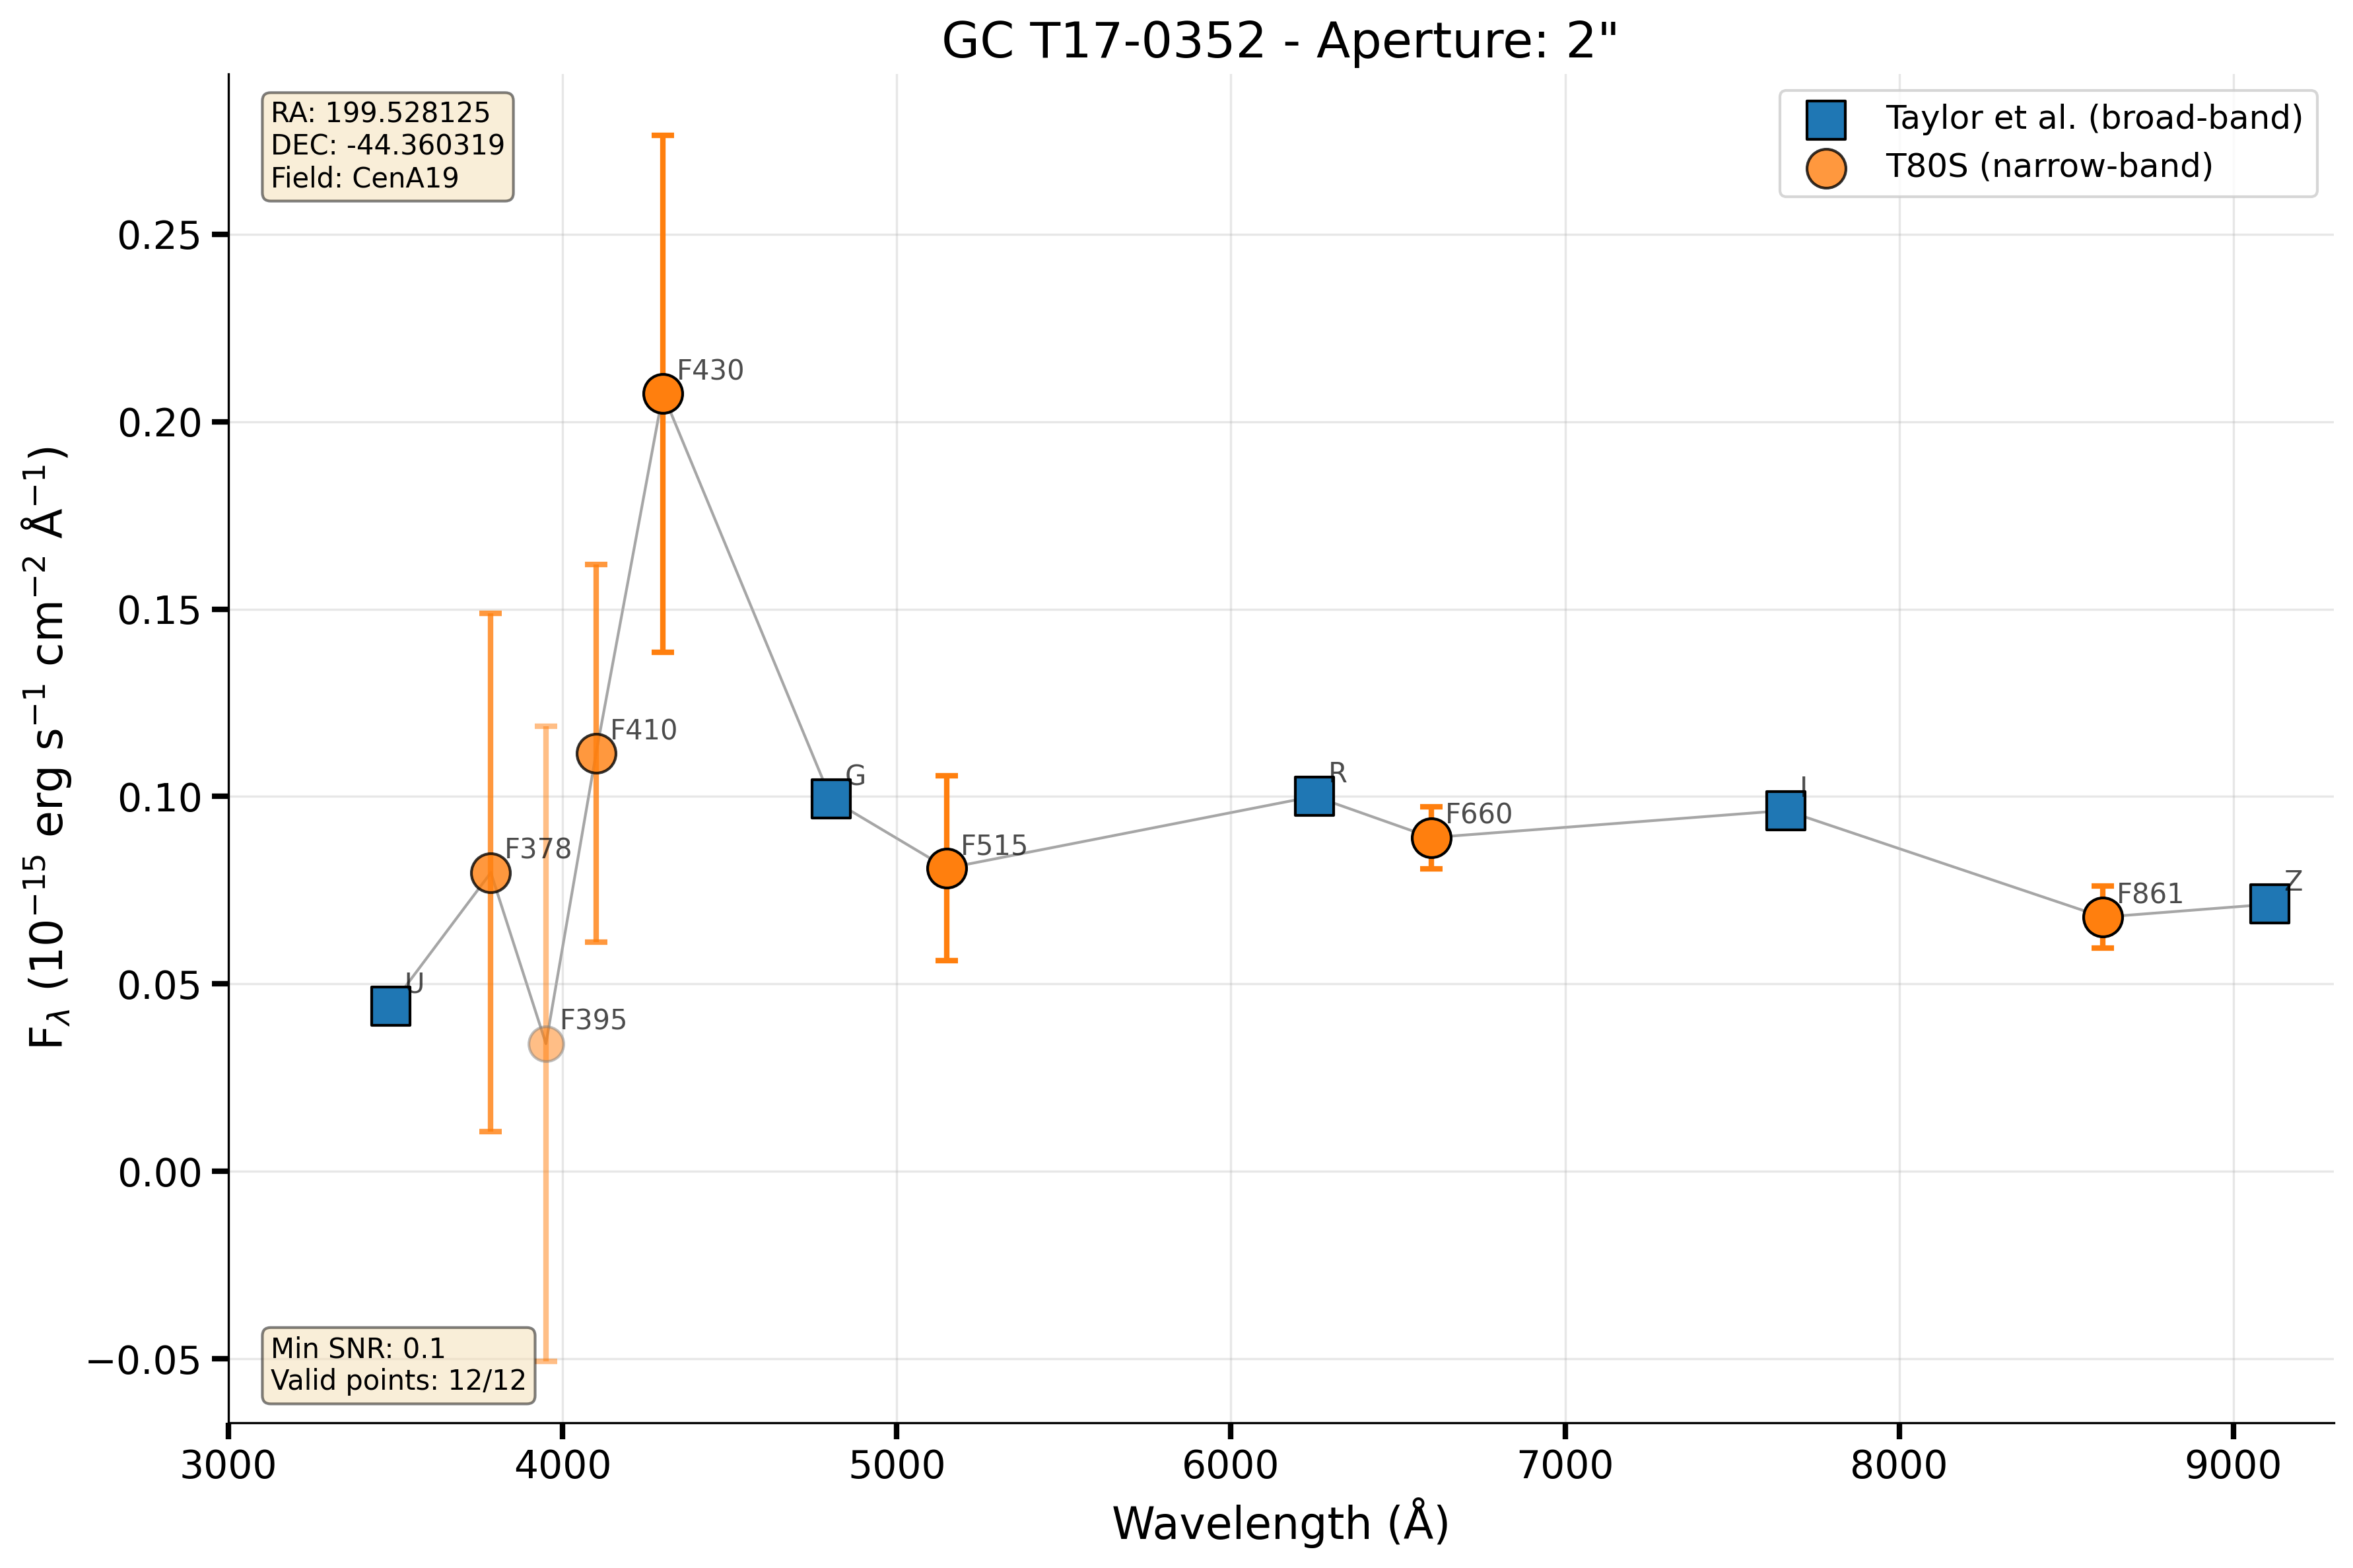 GC T17-0352 - Aperture: 2"
RA: 199.528125
DEC: -44.360319
Field: CenA19
Taylor et al. (broad-band)
T80S (narrow-band)
F_λ (10⁻¹⁵ erg s⁻¹ cm⁻² Å⁻¹)
0.25
0.20
0.15
0.10
0.05
0.00
−0.05
U
F378
F395
F410
F430
G
F515
R
F660
I
F861
Z
Min SNR: 0.1
Valid points: 12/12
3000 4000 5000 6000 7000 8000 9000
Wavelength (Å)